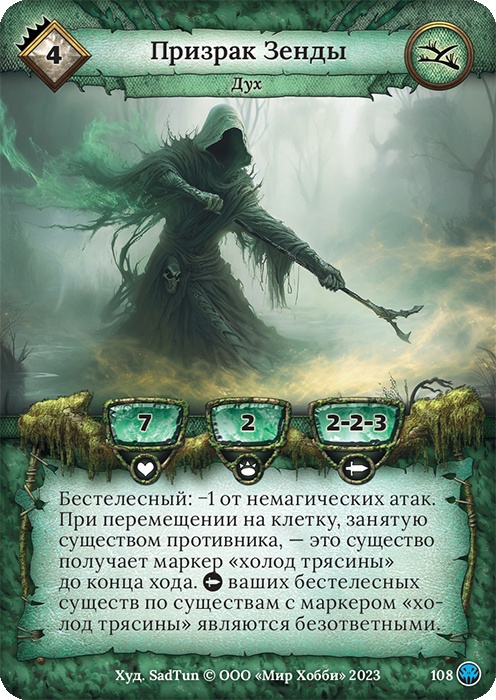 4
Призрак Зенды
Дух
7
2
2-2-3
Бестелесный: −1 от немагических атак.
При перемещении на клетку, занятую
существом противника, — это существо
получает маркер «холод трясины»
до конца хода. ваших бестелесных
существ по существам с маркером «хо-
лод трясины» являются безответными.
Худ. SadTun © ООО «Мир Хобби» 2023
108